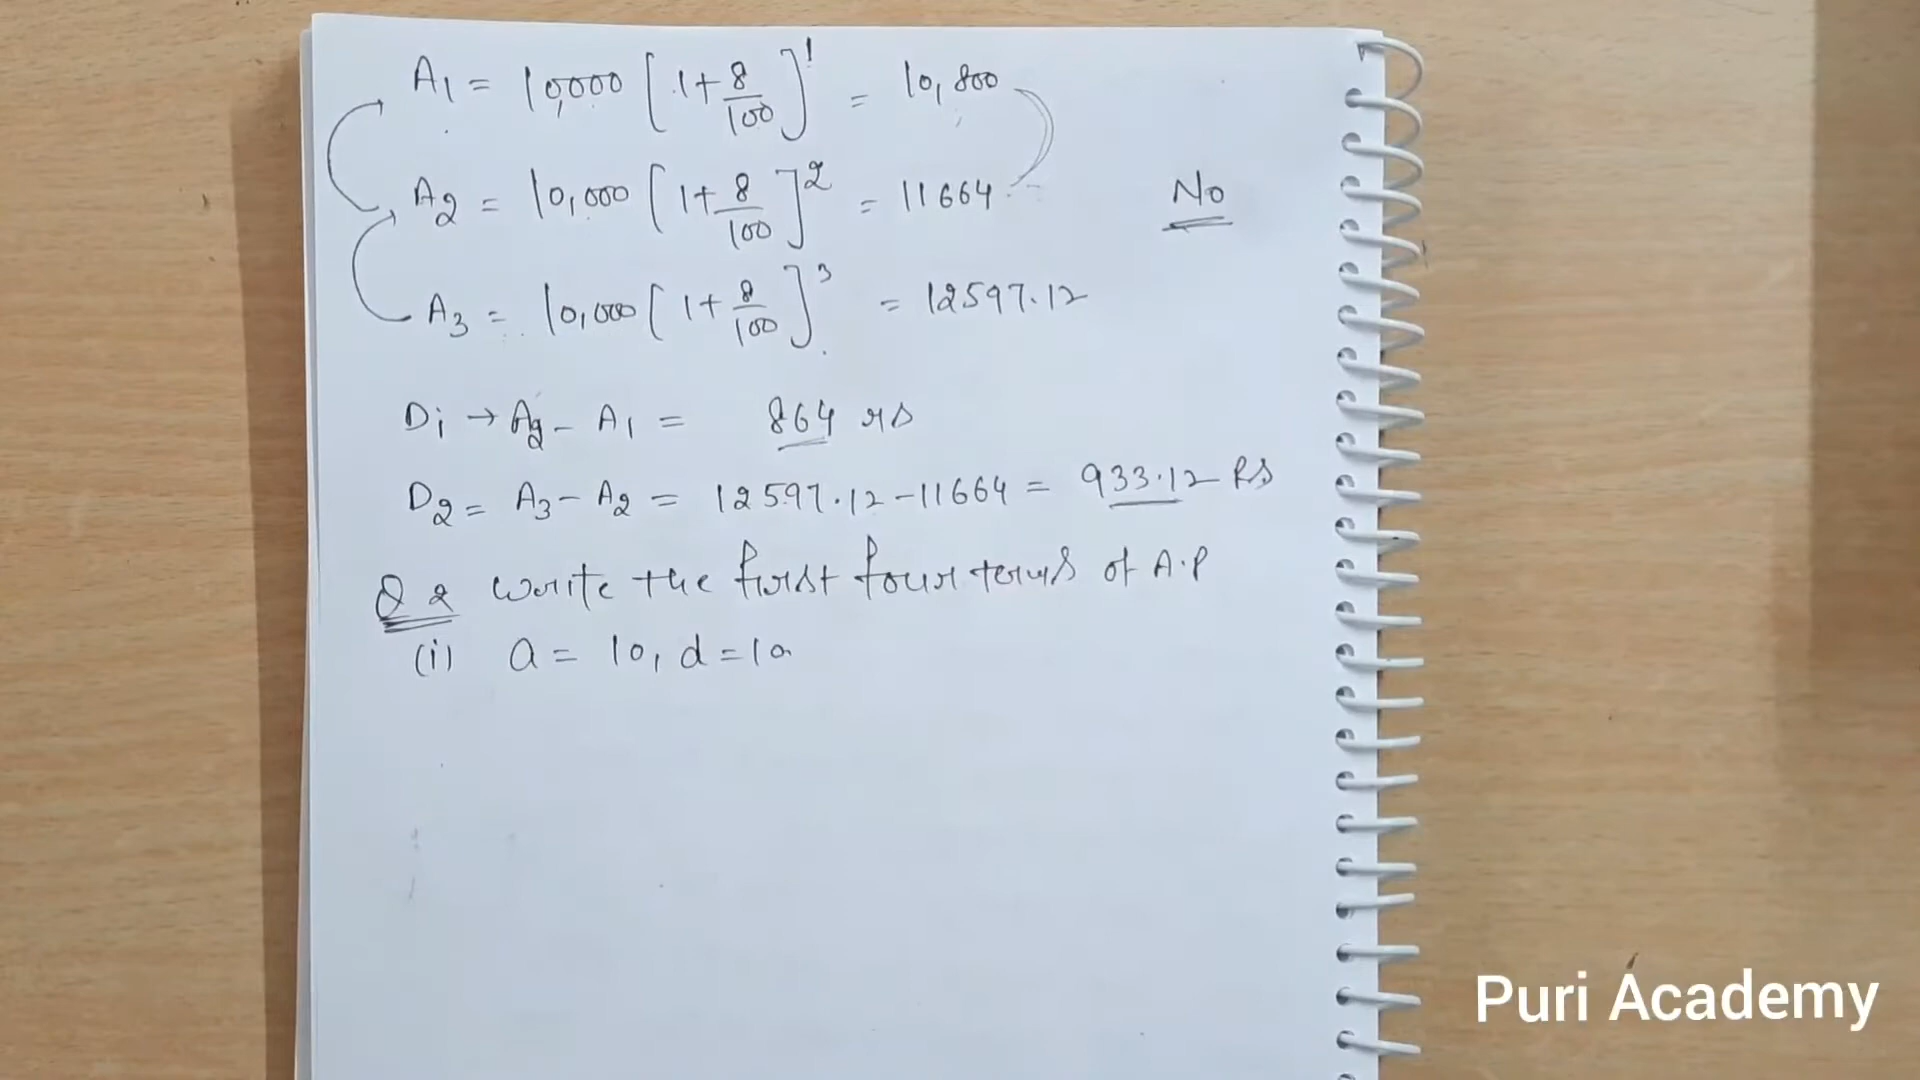 A1 = 10,000 [1+8/100]^1 = 10,800
A2 = 10,000 [1+8/100]^2 = 11664
No
A3 = 10,000 [1+8/100]^3 = 12597.12
Di → A2 - A1 = 864 rs
D2 = A3 - A2 = 12597.12 - 11664 = 933.12 Rs
Q2 Write the first four terms of A.P
(i) a = 10, d = 10
Puri Academy